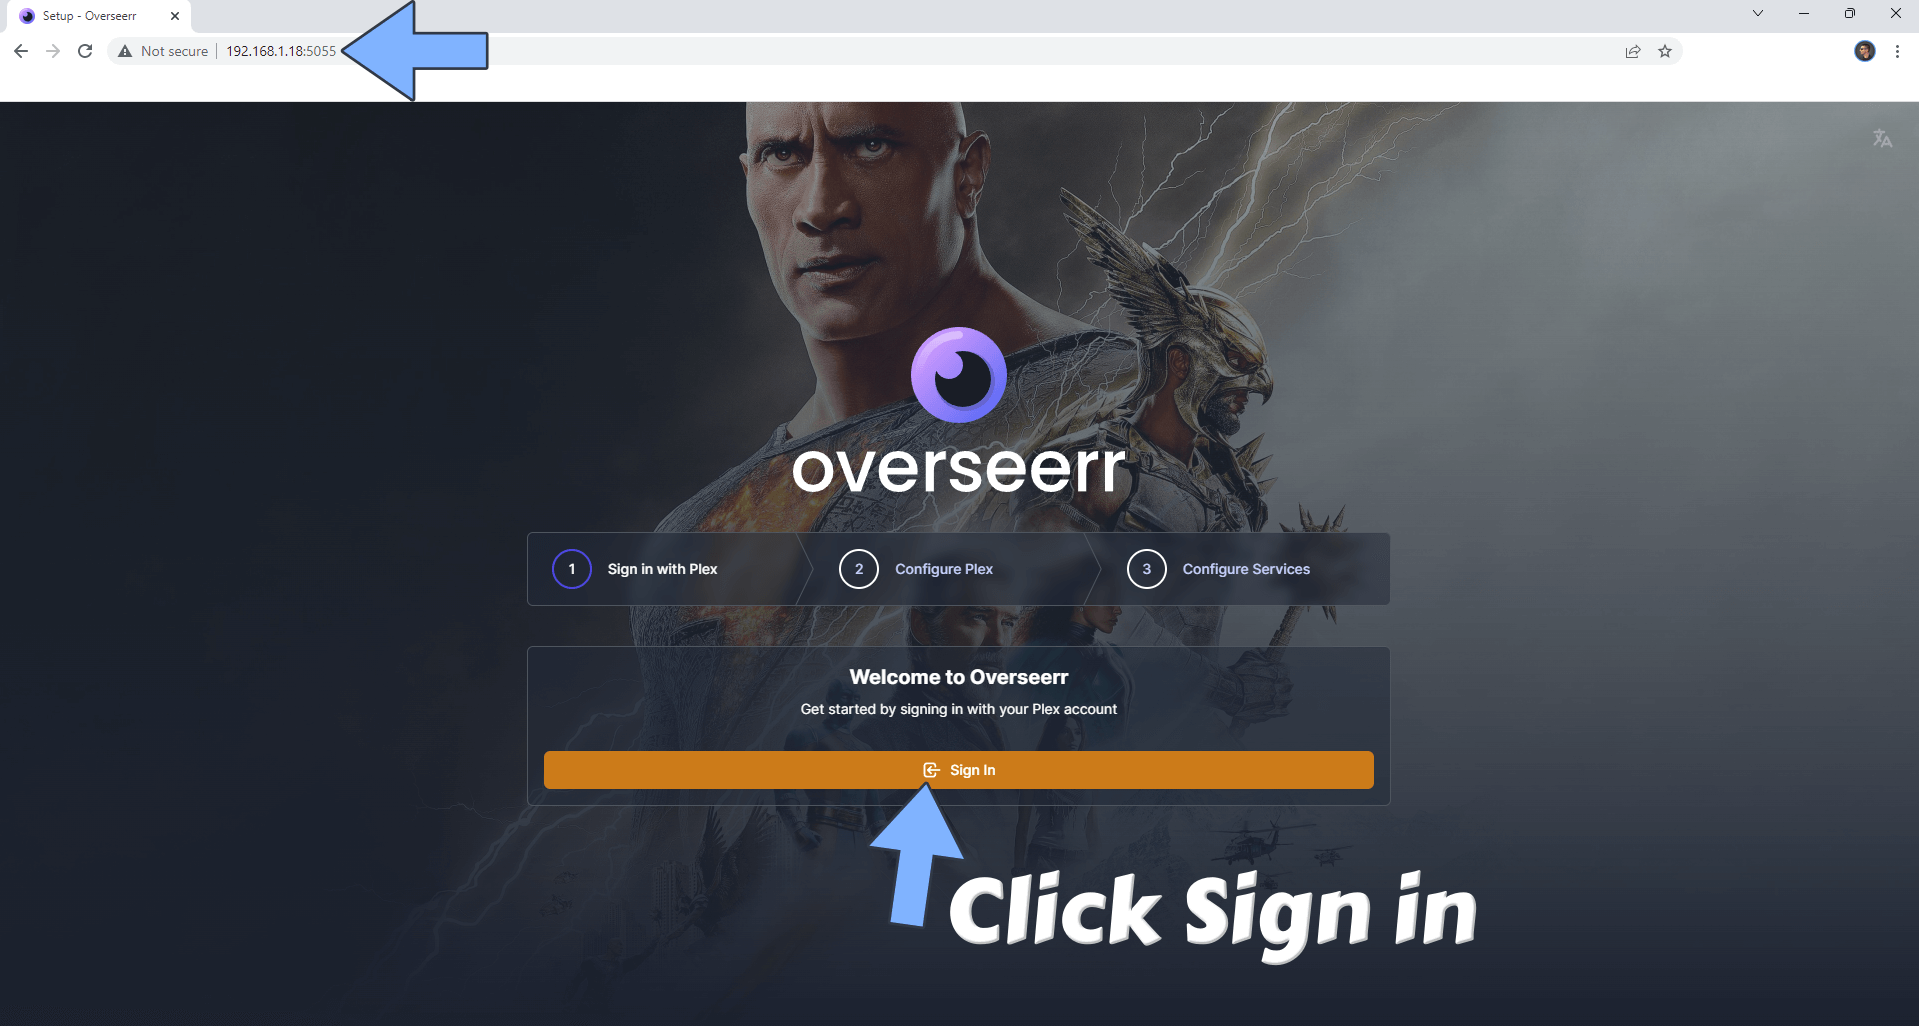 Setup - Overseerr
Not secure 192.168.1.18:5055
overseerr
1 Sign in with Plex 2 Configure Plex 3 Configure Services
Welcome to Overseerr
Get started by signing in with your Plex account
Sign In
Click Sign in